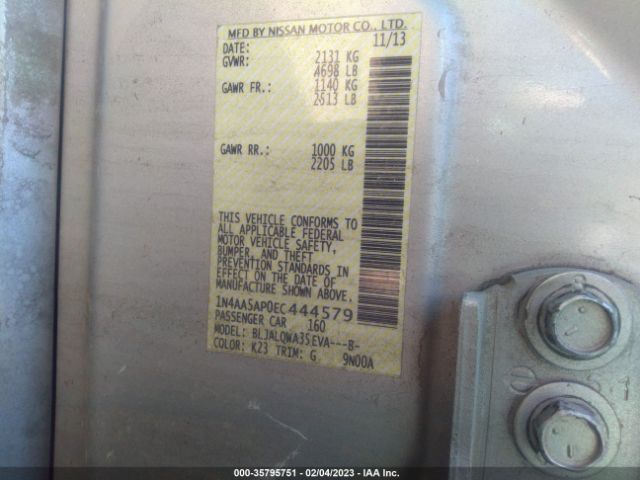 MFD BY NISSAN MOTOR CO., LTD.
DATE: 11/13
GVWR: 2131 KG
4698 LB
GAWR FR.: 1140 KG
2513 LB
GAWR RR.: 1000 KG
2205 LB
THIS VEHICLE CONFORMS TO
ALL APPLICABLE FEDERAL
MOTOR VEHICLE SAFETY,
BUMPER, AND THEFT
PREVENTION STANDARDS IN
EFFECT ON THE DATE OF
MANUFACTURE SHOWN ABOVE.
1N4AA5AP0EC444579
PASSENGER CAR 160
MODEL: BLJALQWA35EVA---B-
COLOR: K23 TRIM: G 9N00A
000-35795751 — 02/04/2023 — IAA Inc.